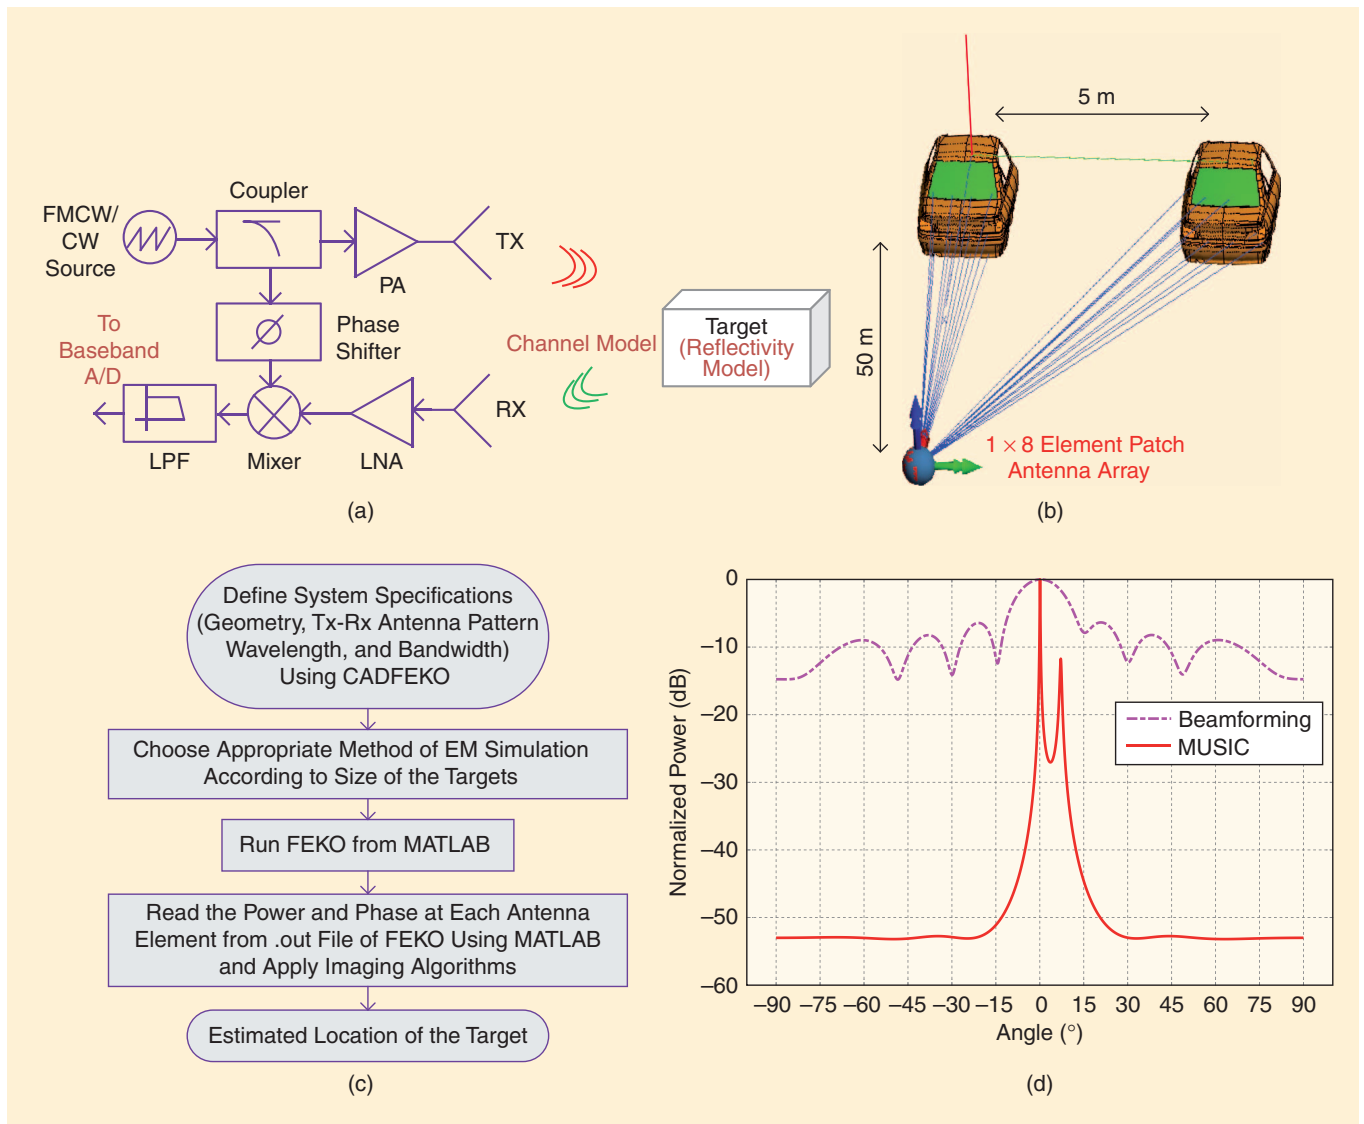 Coupler
FMCW/
CW
Source
PA
TX
To
Baseband
A/D
Phase
Shifter
Channel Model
Target
(Reflectivity
Model)
RX
LPF
Mixer
LNA
(a)
5 m
50 m
1 × 8 Element Patch
Antenna Array
(b)
Define System Specifications
(Geometry, Tx-Rx Antenna Pattern
Wavelength, and Bandwidth)
Using CADFEKO
Choose Appropriate Method of EM Simulation
According to Size of the Targets
Run FEKO from MATLAB
Read the Power and Phase at Each Antenna
Element from .out File of FEKO Using MATLAB
and Apply Imaging Algorithms
Estimated Location of the Target
(c)
Normalized Power (dB)
0
–10
–20
–30
–40
–50
–60
Beamforming
MUSIC
–90 –75 –60 –45 –30 –15 0 15 30 45 60 75 90
Angle (°)
(d)